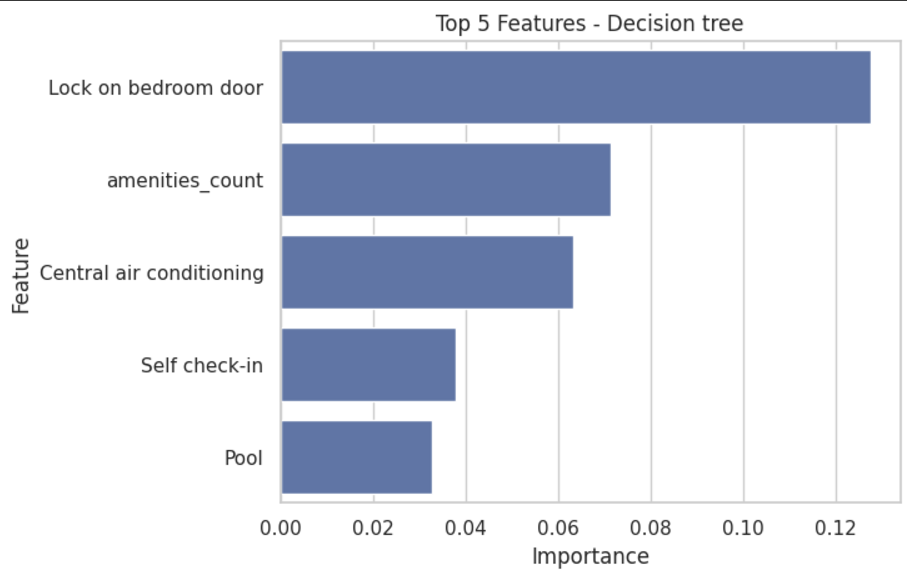 Top 5 Features - Decision tree
Lock on bedroom door
amenities_count
Central air conditioning
Self check-in
Pool
Feature
0.00 0.02 0.04 0.06 0.08 0.10 0.12
Importance